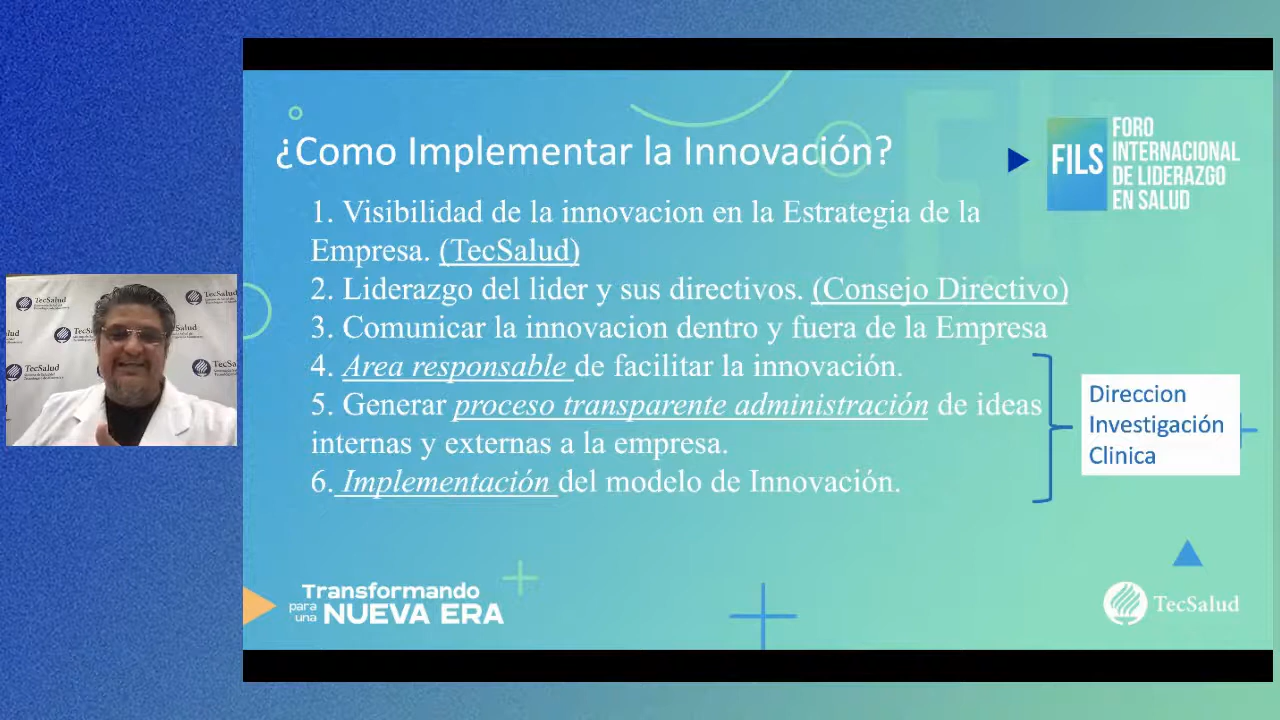 ¿Como Implementar la Innovación?
FILS
FORO
INTERNACIONAL
DE LIDERAZGO
EN SALUD
1. Visibilidad de la innovacion en la Estrategia de la
Empresa. (TecSalud)
2. Liderazgo del lider y sus directivos. (Consejo Directivo)
3. Comunicar la innovacion dentro y fuera de la Empresa
4. Area responsable de facilitar la innovación.
5. Generar proceso transparente administración de ideas
internas y externas a la empresa.
6. Implementación del modelo de Innovación.
Direccion
Investigación
Clinica
Transformando
para una NUEVA ERA
TecSalud
TecSalud
TecSalud
TecSalud